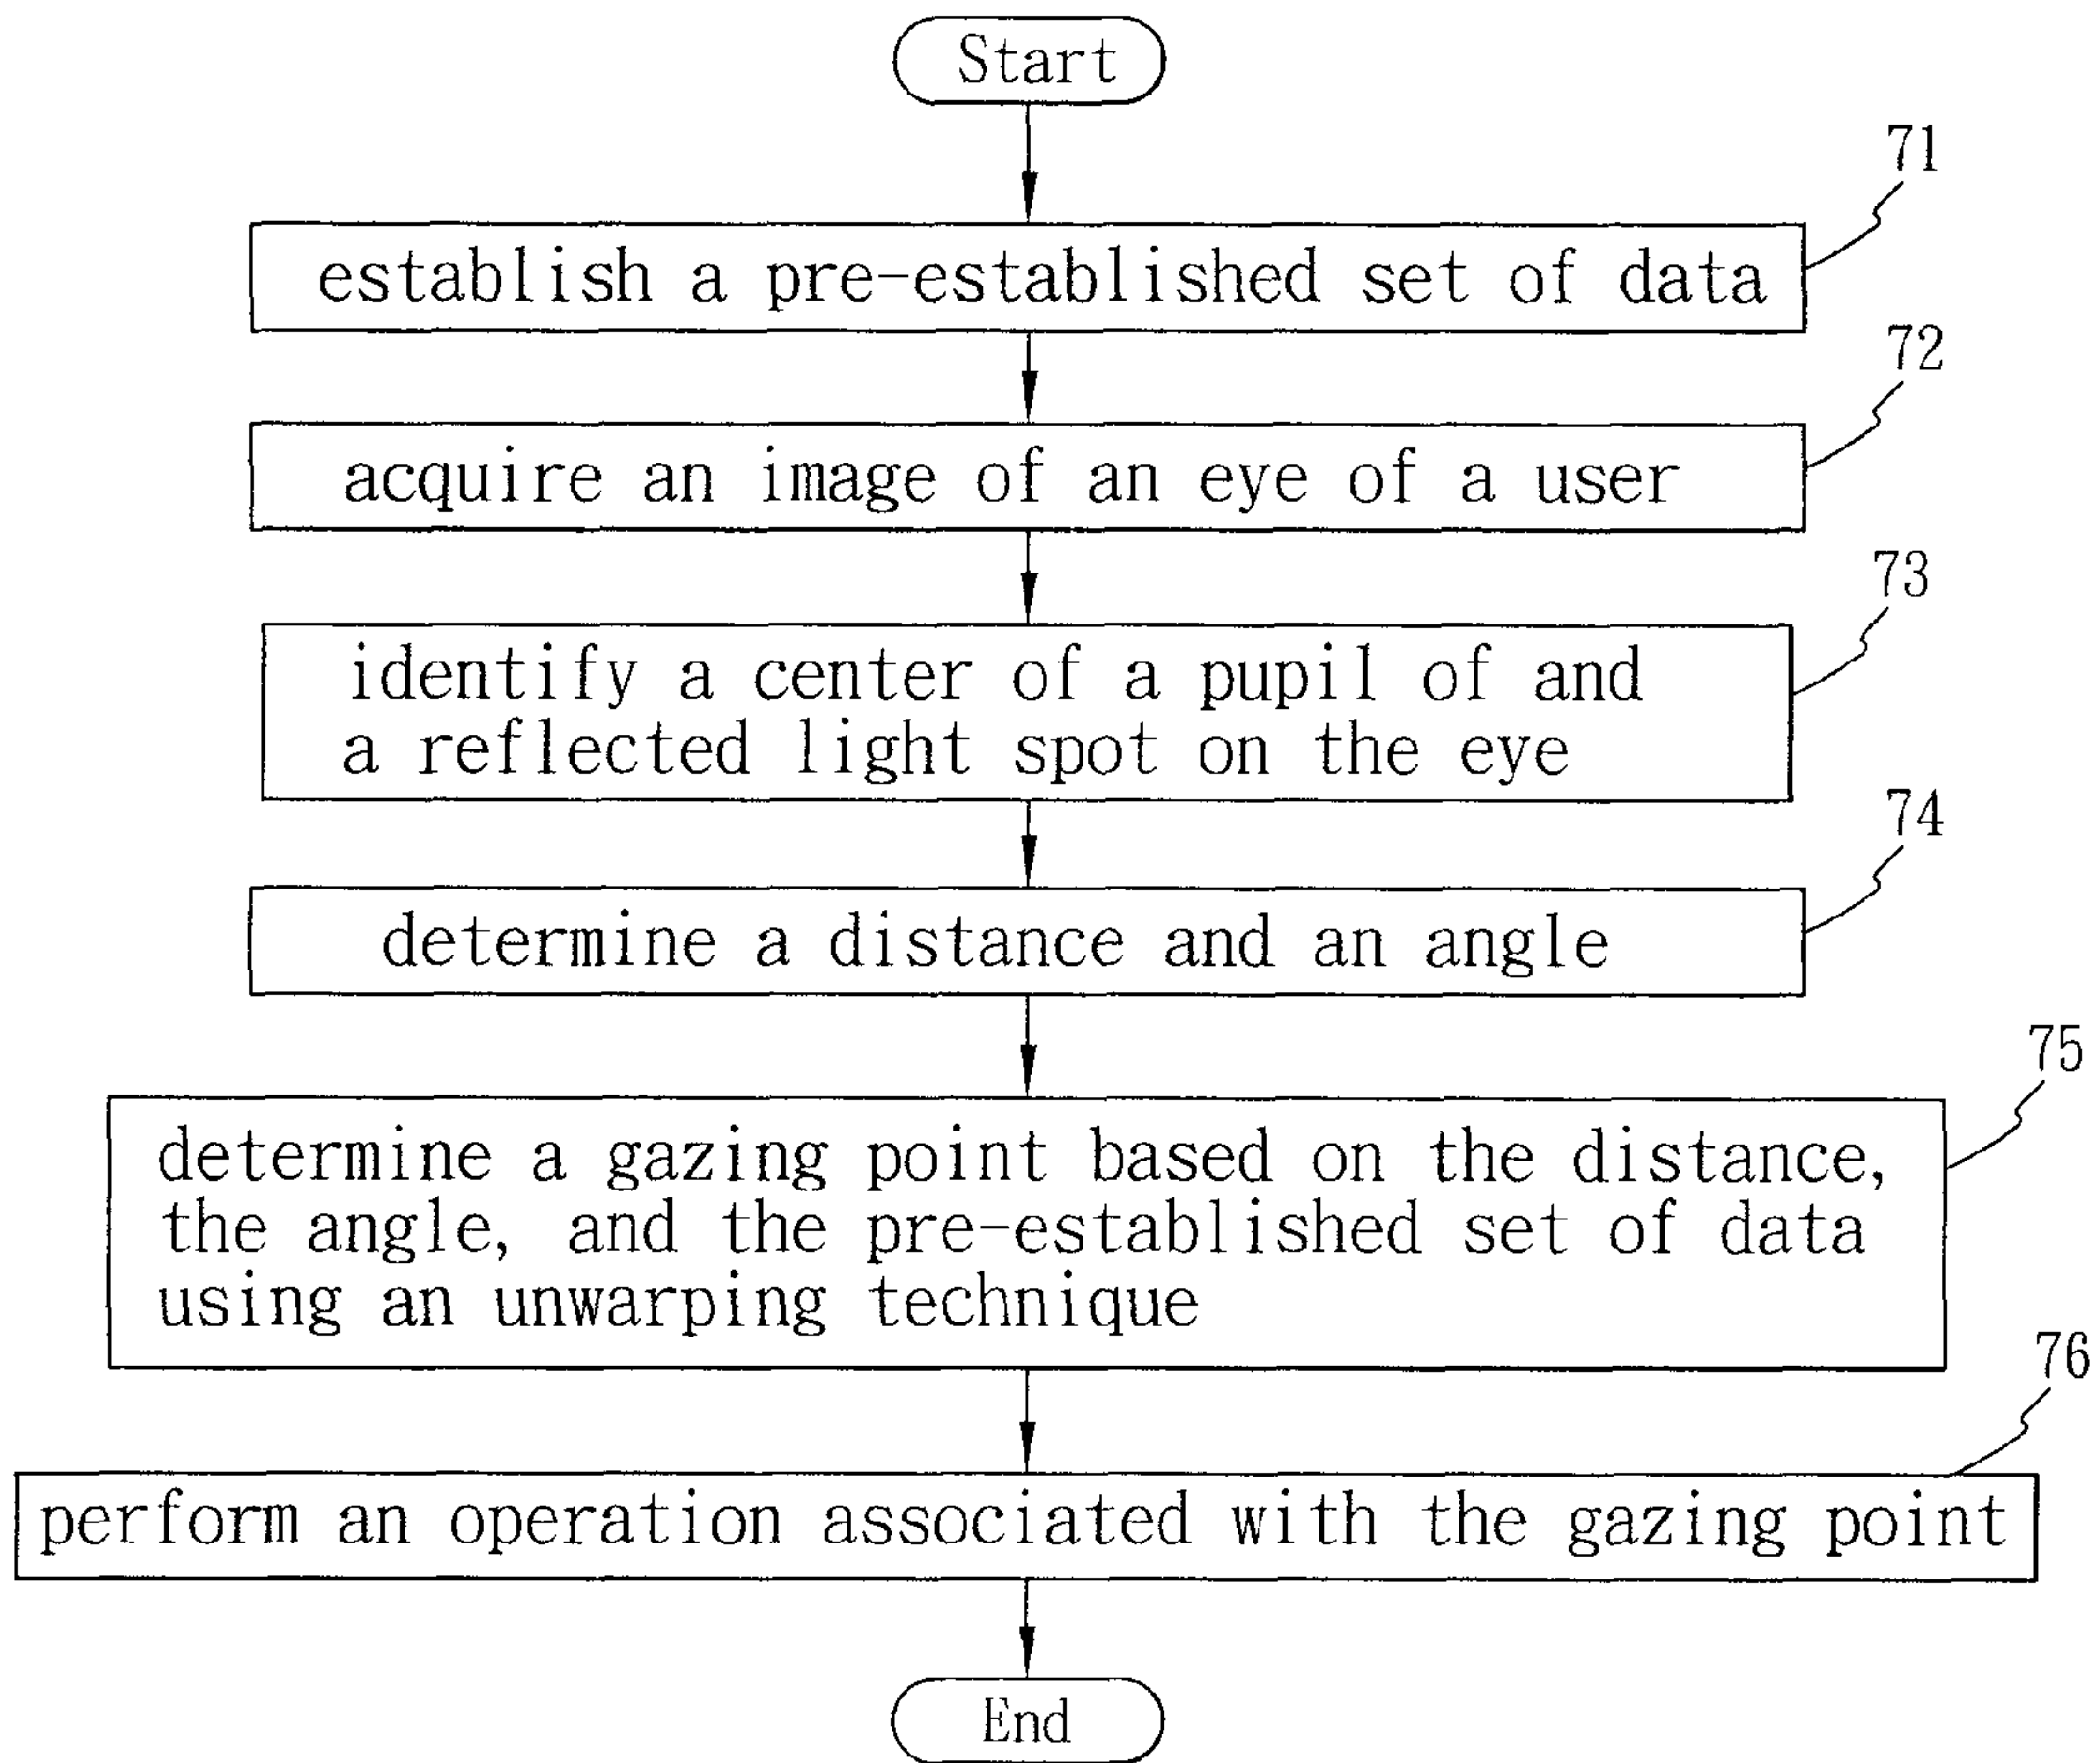 Start
71
establish a pre-established set of data
72
acquire an image of an eye of a user
73
identify a center of a pupil of and
a reflected light spot on the eye
74
determine a distance and an angle
75
determine a gazing point based on the distance,
the angle, and the pre-established set of data
using an unwarping technique
76
perform an operation associated with the gazing point
End